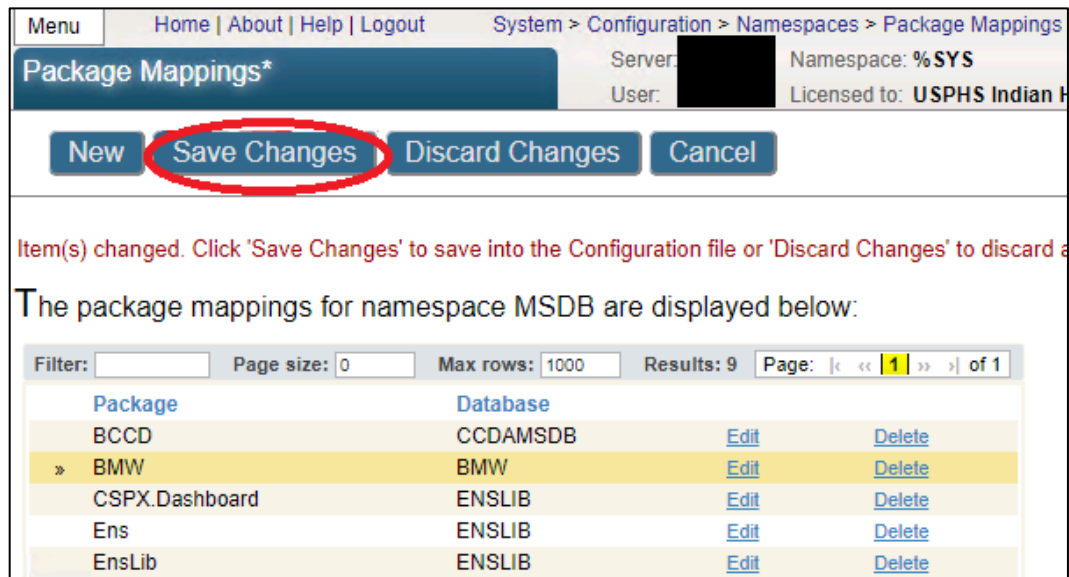 Menu Home | About | Help | Logout System > Configuration > Namespaces > Package Mappings
Package Mappings* Server: Namespace: %SYS
User: Licensed to: USPHS Indian
New Save Changes Discard Changes Cancel
Item(s) changed. Click 'Save Changes' to save into the Configuration file or 'Discard Changes' to discard
The package mappings for namespace MSDB are displayed below:
Filter: Page size: 0 Max rows: 1000 Results: 9 Page: |‹ ‹‹ 1 ›› ›| of 1
Package Database
BCCD CCDAMSDB Edit Delete
» BMW BMW Edit Delete
CSPX.Dashboard ENSLIB Edit Delete
Ens ENSLIB Edit Delete
EnsLib ENSLIB Edit Delete